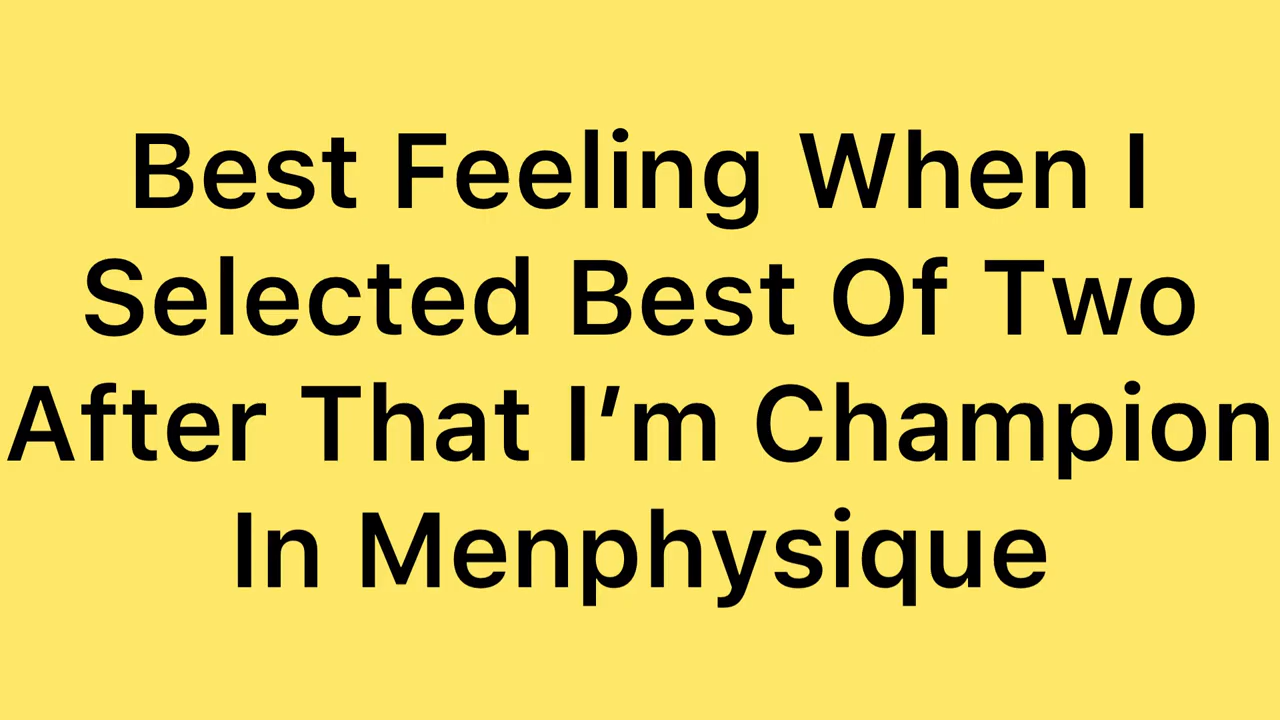 Best Feeling When I
Selected Best Of Two
After That I’m Champion
In Menphysique